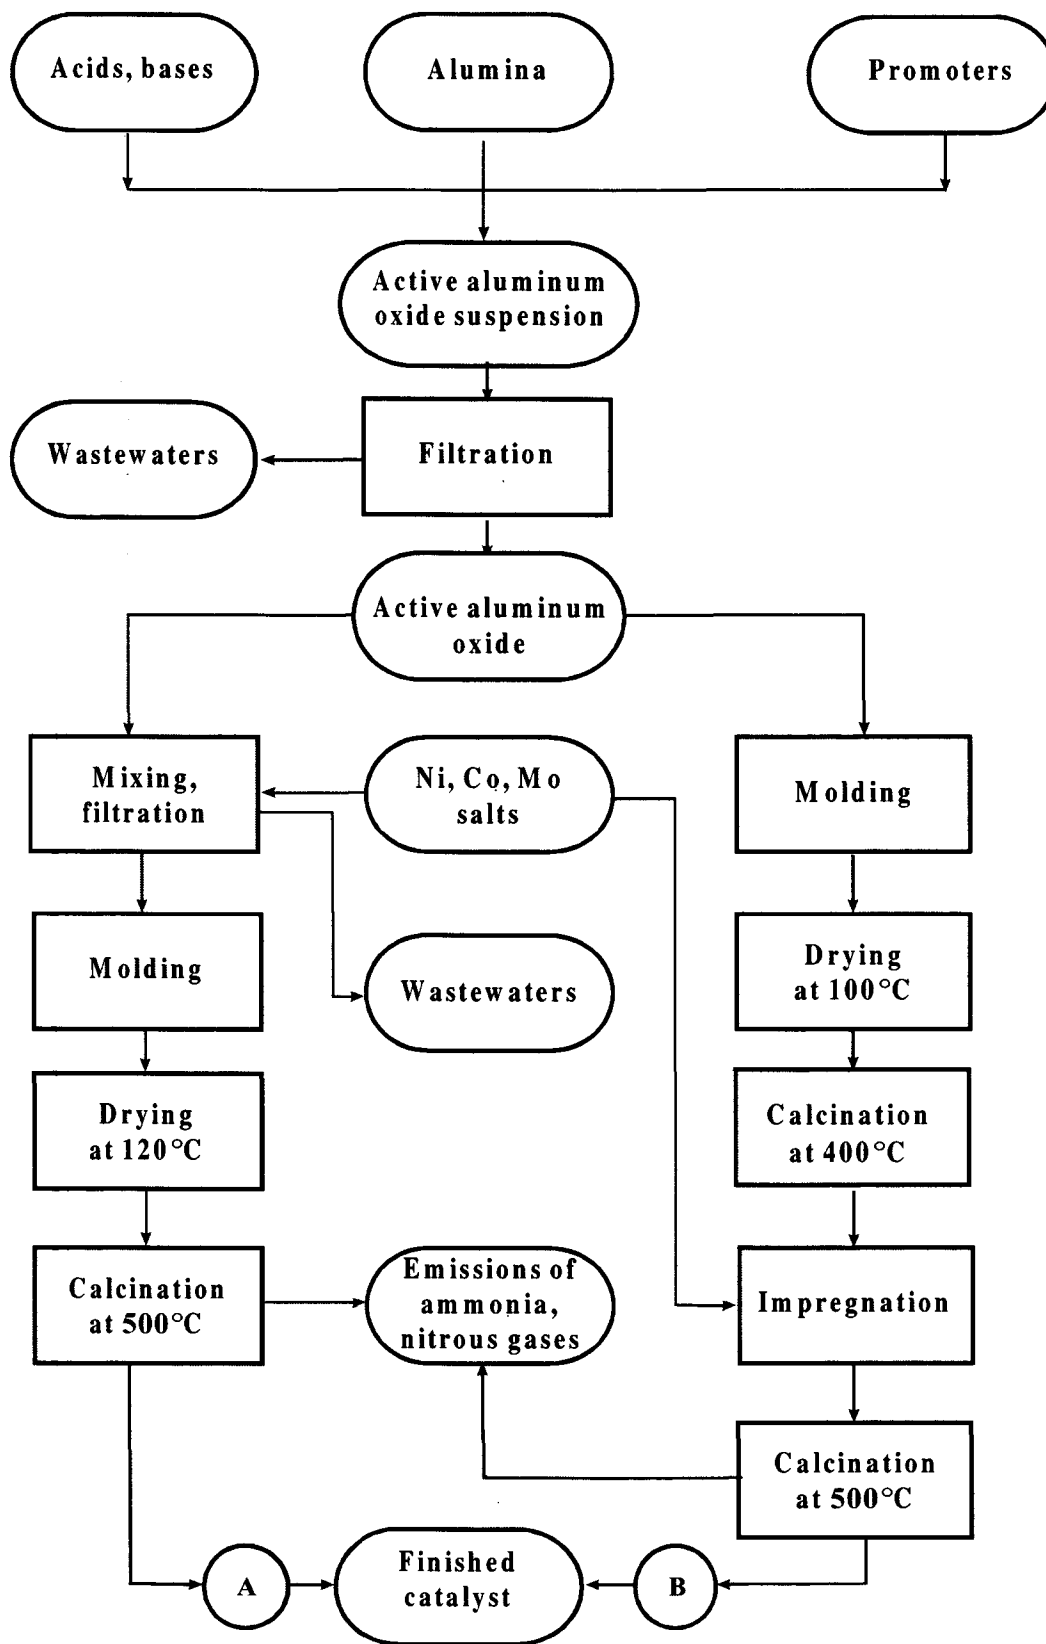 Acids, bases
Alumina
Promoters
Active aluminum
oxide suspension
Wastewaters
Filtration
Active aluminum
oxide
Mixing,
filtration
Ni, Co, Mo
salts
Molding
Molding
Wastewaters
Drying
at 100°C
Drying
at 120°C
Calcination
at 400°C
Calcination
at 500°C
Emissions of
ammonia,
nitrous gases
Impregnation
Calcination
at 500°C
A
Finished
catalyst
B